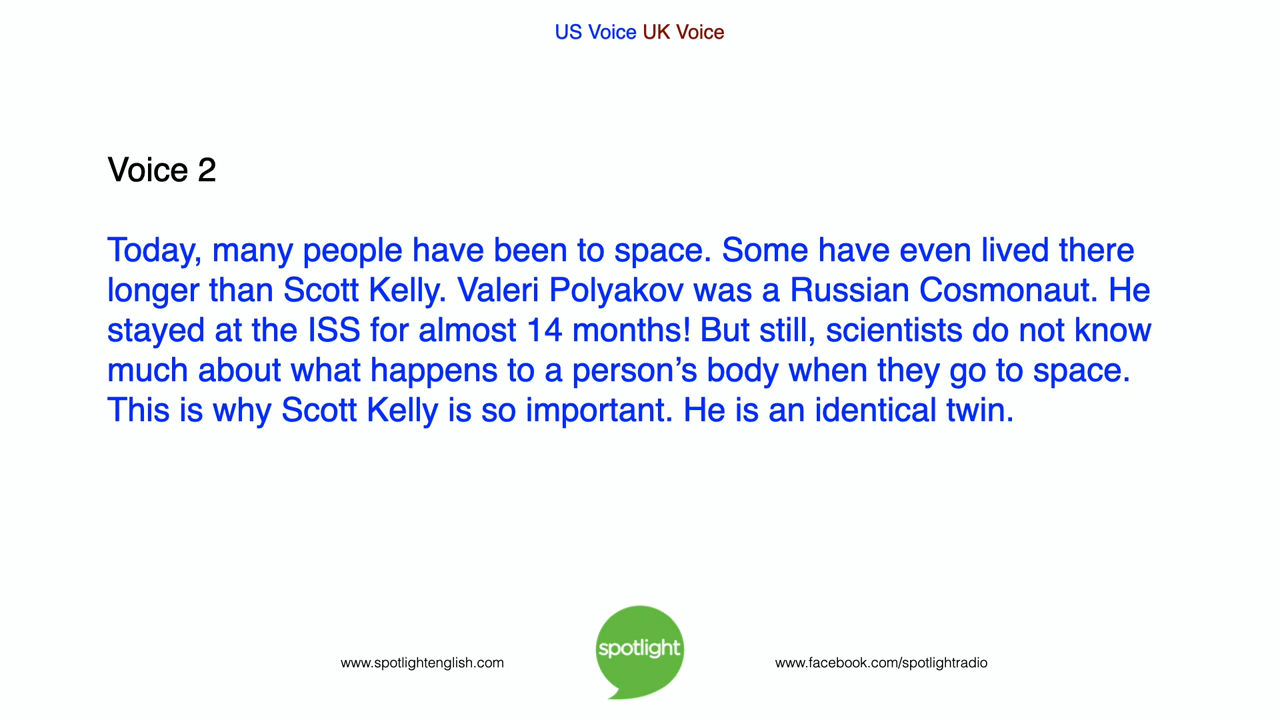 US Voice UK Voice
Voice 2
Today, many people have been to space. Some have even lived there
longer than Scott Kelly. Valeri Polyakov was a Russian Cosmonaut. He
stayed at the ISS for almost 14 months! But still, scientists do not know
much about what happens to a person’s body when they go to space.
This is why Scott Kelly is so important. He is an identical twin.
www.spotlightenglish.com
spotlight
www.facebook.com/spotlightradio